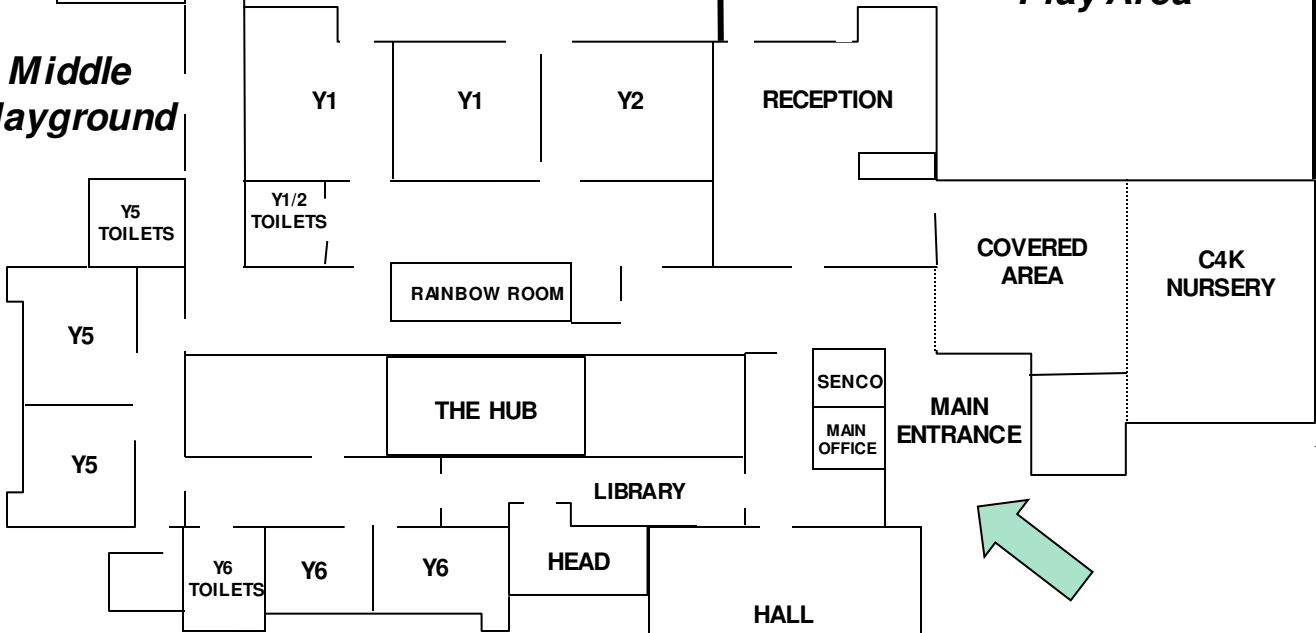 Play Area
Middle
layground
Y1
Y1
Y2
RECEPTION
Y5
TOILETS
Y1/2
TOILETS
COVERED
AREA
C4K
NURSERY
RAINBOW ROOM
Y5
SENCO
THE HUB
MAIN
ENTRANCE
MAIN
OFFICE
Y5
LIBRARY
Y6
TOILETS
Y6
Y6
HEAD
HALL